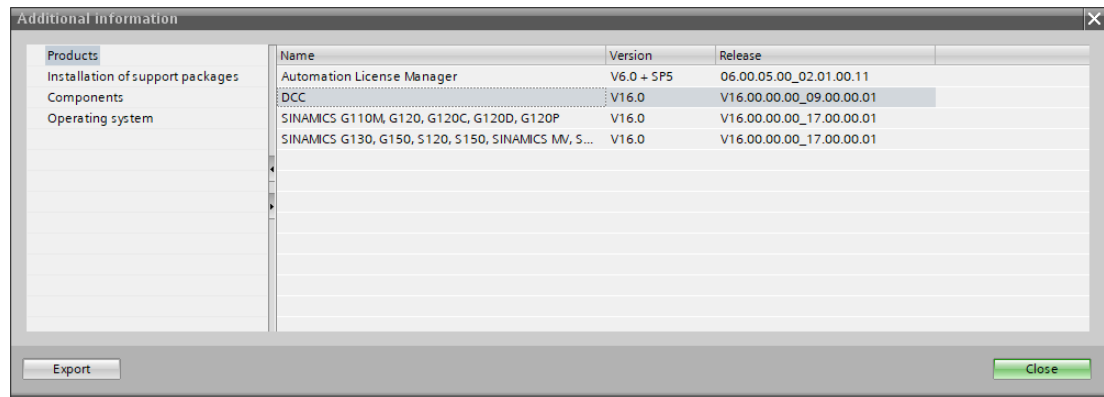 Additional information
Products
Installation of support packages
Components
Operating system
Name Version Release
Automation License Manager V6.0 + SP5 06.00.05.00_02.01.00.11
DCC V16.0 V16.00.00.00_09.00.00.01
SINAMICS G110M, G120, G120C, G120D, G120P V16.0 V16.00.00.00_17.00.00.01
SINAMICS G130, G150, S120, S150, SINAMICS MV, S... V16.0 V16.00.00.00_17.00.00.01
Export Close